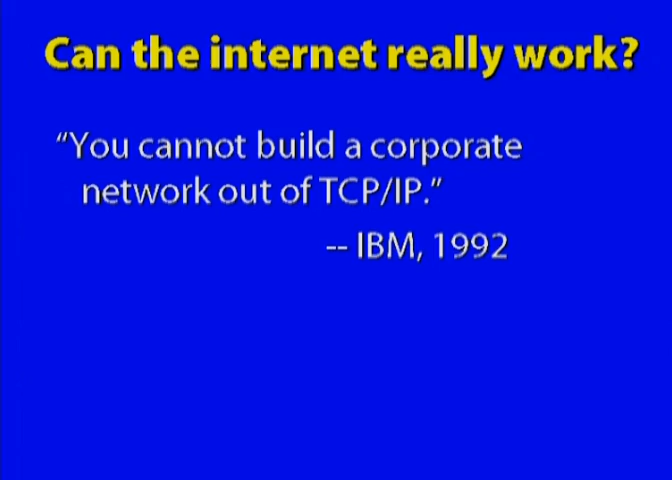 Can the internet really work?
“You cannot build a corporate
network out of TCP/IP.”
-- IBM, 1992